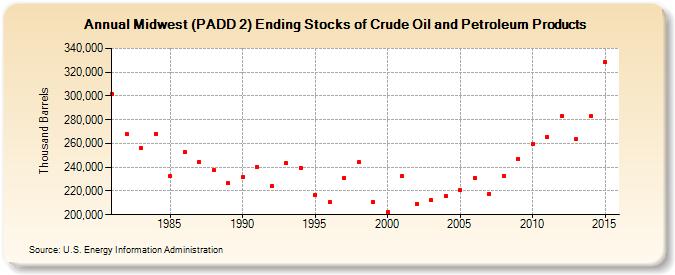 Annual Midwest (PADD 2) Ending Stocks of Crude Oil and Petroleum Products
Thousand Barrels
340,000
320,000
300,000
280,000
260,000
240,000
220,000
200,000
1985 1990 1995 2000 2005 2010 2015
Source: U.S. Energy Information Administration